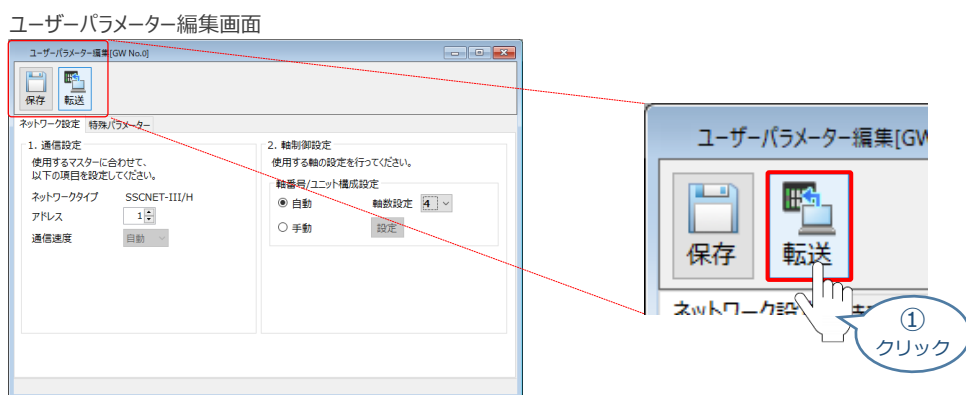 ユーザーパラメーター編集画面
ユーザーパラメーター編集[GW No.0]
保存 転送
ネットワーク設定 特殊パラメーター
1. 通信設定
使用するマスターに合わせて、
以下の項目を設定してください。
ネットワークタイプ SSCNET-III/H
アドレス 1
通信速度 自動
2. 軸制御設定
使用する軸の設定を行ってください。
軸番号/ユニット構成設定
自動 軸数設定 4
手動 設定
ユーザーパラメーター編集[GW
保存 転送
ネットワーク設
①
クリック